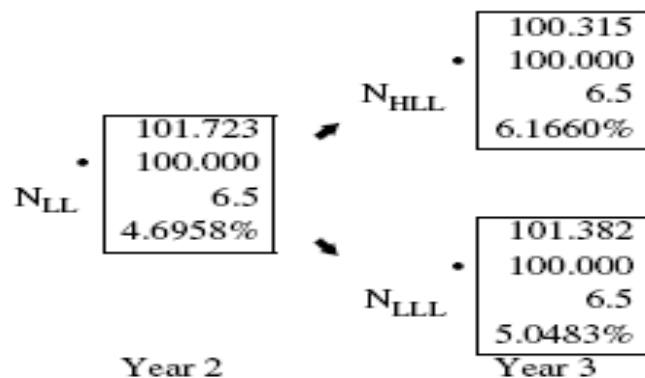 100.315
100.000
N_HLL 6.5
6.1660%
101.723
100.000
N_LL 6.5
4.6958%
101.382
100.000
N_LLL 6.5
5.0483%
Year 2 Year 3